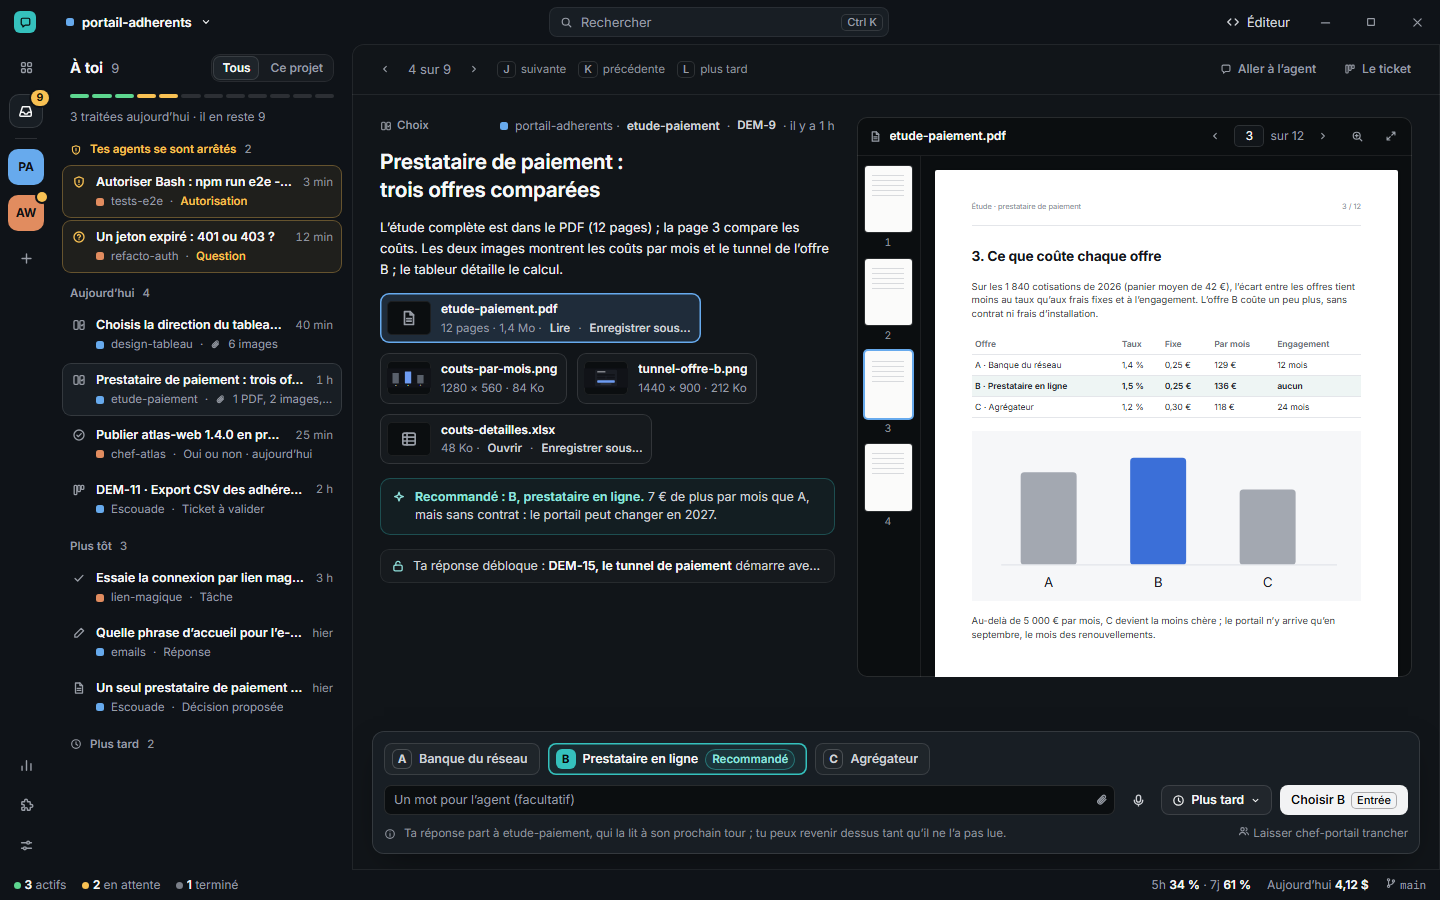 portail-adherents
Rechercher
Ctrl K
Éditeur
À toi 9
Tous
Ce projet
3 traitées aujourd’hui · il en reste 9
9
PA
AW
Tes agents se sont arrêtés 2
Autoriser Bash : npm run e2e -... 3 min
tests-e2e · Autorisation
Un jeton expiré : 401 ou 403 ? 12 min
refacto-auth · Question
Aujourd’hui 4
Choisis la direction du tablea... 40 min
design-tableau · 6 images
Prestataire de paiement : trois of... 1 h
etude-paiement · 1 PDF, 2 images,...
Publier atlas-web 1.4.0 en pr... 25 min
chef-atlas · Oui ou non · aujourd’hui
DEM-11 · Export CSV des adhére... 2 h
Escouade · Ticket à valider
Plus tôt 3
Essaie la connexion par lien mag... 3 h
lien-magique · Tâche
Quelle phrase d’accueil pour l’e-... hier
emails · Réponse
Un seul prestataire de paiement ... hier
Escouade · Décision proposée
Plus tard 2
4 sur 9
J suivante K précédente L plus tard
Aller à l’agent
Le ticket
Choix
portail-adherents · etude-paiement · DEM-9 · il y a 1 h
Prestataire de paiement :
trois offres comparées
L’étude complète est dans le PDF (12 pages) ; la page 3 compare les
coûts. Les deux images montrent les coûts par mois et le tunnel de l’offre
B ; le tableur détaille le calcul.
etude-paiement.pdf
12 pages · 1,4 Mo · Lire · Enregistrer sous...
couts-par-mois.png
1280 × 560 · 84 Ko
tunnel-offre-b.png
1440 × 900 · 212 Ko
couts-detailles.xlsx
48 Ko · Ouvrir · Enregistrer sous...
Recommandé : B, prestataire en ligne. 7 € de plus par mois que A,
mais sans contrat : le portail peut changer en 2027.
Ta réponse débloque : DEM-15, le tunnel de paiement démarre ave...
etude-paiement.pdf
3 sur 12
1
2
3
4
Étude · prestataire de paiement
3 / 12
3. Ce que coûte chaque offre
Sur les 1 840 cotisations de 2026 (panier moyen de 42 €), l’écart entre les offres tient
moins au taux qu’aux frais fixes et à l’engagement. L’offre B coûte un peu plus, sans
contrat ni frais d’installation.
Offre Taux Fixe Par mois Engagement
A · Banque du réseau 1,4 % 0,25 € 129 € 12 mois
B · Prestataire en ligne 1,5 % 0,25 € 136 € aucun
C · Agrégateur 1,2 % 0,30 € 118 € 24 mois
A B C
Au-delà de 5 000 € par mois, C devient la moins chère ; le portail n’y arrive qu’en
septembre, le mois des renouvellements.
A Banque du réseau
B Prestataire en ligne Recommandé
C Agrégateur
Un mot pour l’agent (facultatif)
Plus tard
Choisir B Entrée
Ta réponse part à etude-paiement, qui la lit à son prochain tour ; tu peux revenir dessus tant qu’il ne l’a pas lue.
Laisser chef-portail trancher
3 actifs
2 en attente
1 terminé
5h 34 % · 7j 61 %
Aujourd’hui 4,12 $
main